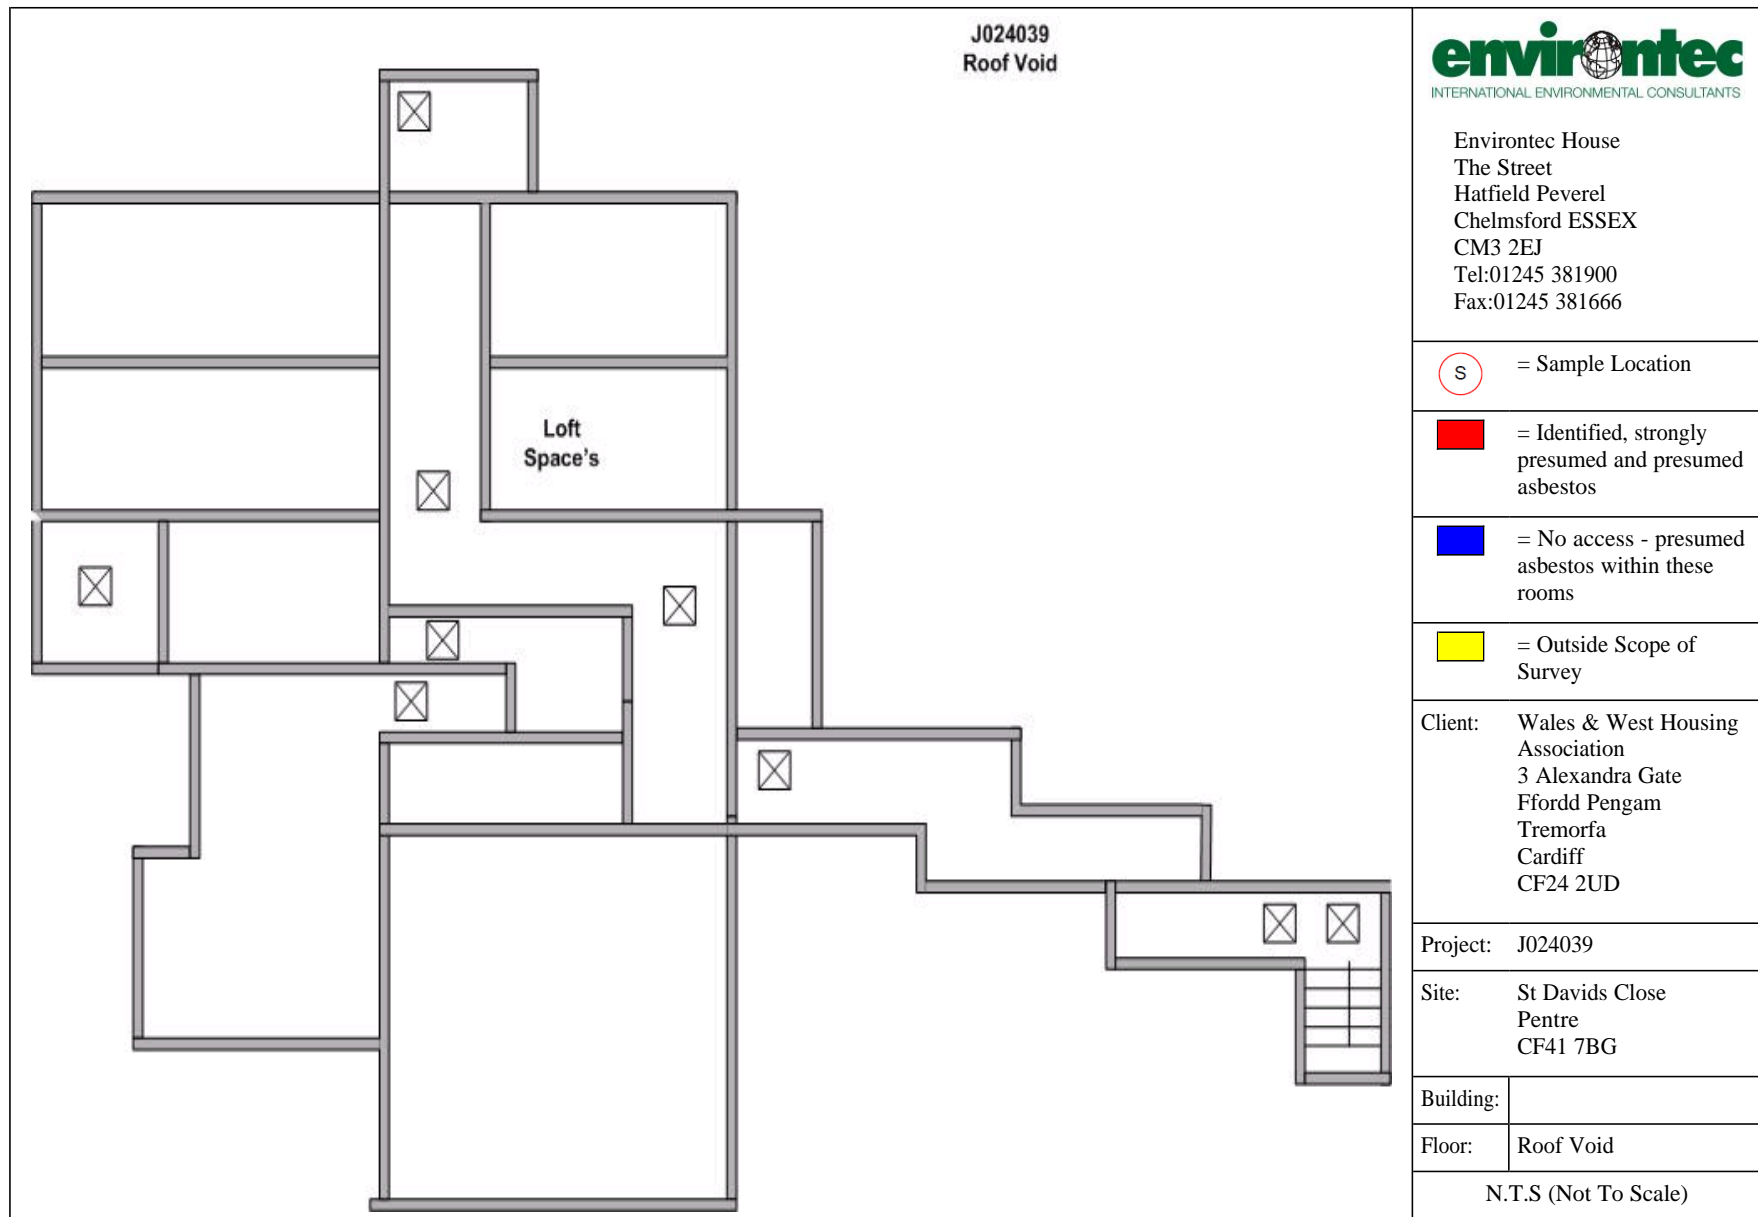 J024039
Roof Void
Loft
Space's
environtec
INTERNATIONAL ENVIRONMENTAL CONSULTANTS
Environtec House
The Street
Hatfield Peverel
Chelmsford ESSEX
CM3 2EJ
Tel:01245 381900
Fax:01245 381666
S = Sample Location
= Identified, strongly
presumed and presumed
asbestos
= No access - presumed
asbestos within these
rooms
= Outside Scope of
Survey
Client: Wales & West Housing
Association
3 Alexandra Gate
Ffordd Pengam
Tremorfa
Cardiff
CF24 2UD
Project: J024039
Site: St Davids Close
Pentre
CF41 7BG
Building:
Floor: Roof Void
N.T.S (Not To Scale)